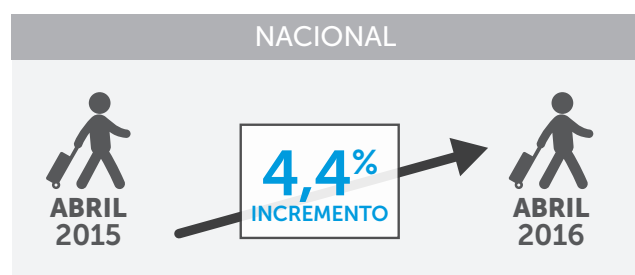 NACIONAL
ABRIL
2015
4,4%
INCREMENTO
ABRIL
2016